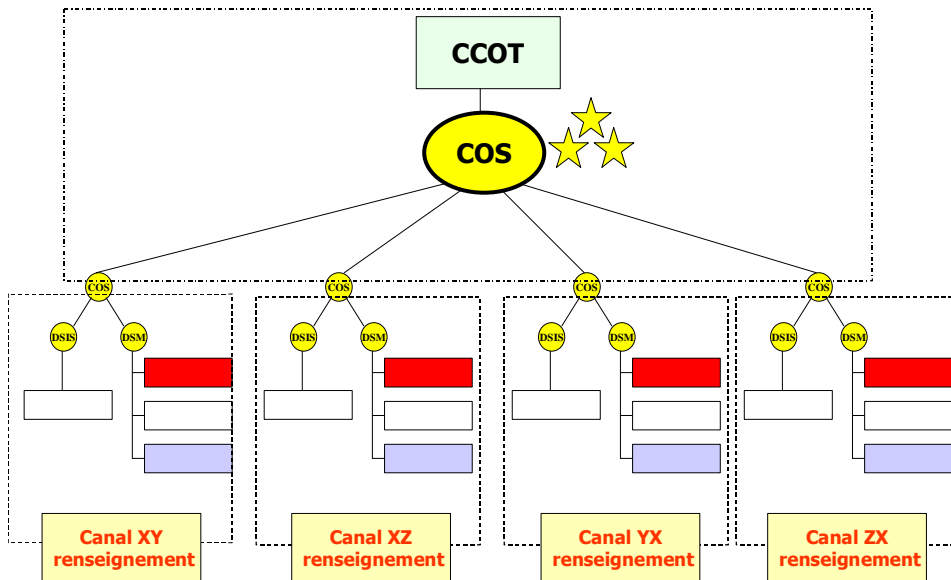 CCOT
COS
COS COS COS COS
DSIS DSM DSIS DSM DSIS DSM DSIS DSM
Canal XY
renseignement
Canal XZ
renseignement
Canal YX
renseignement
Canal ZX
renseignement